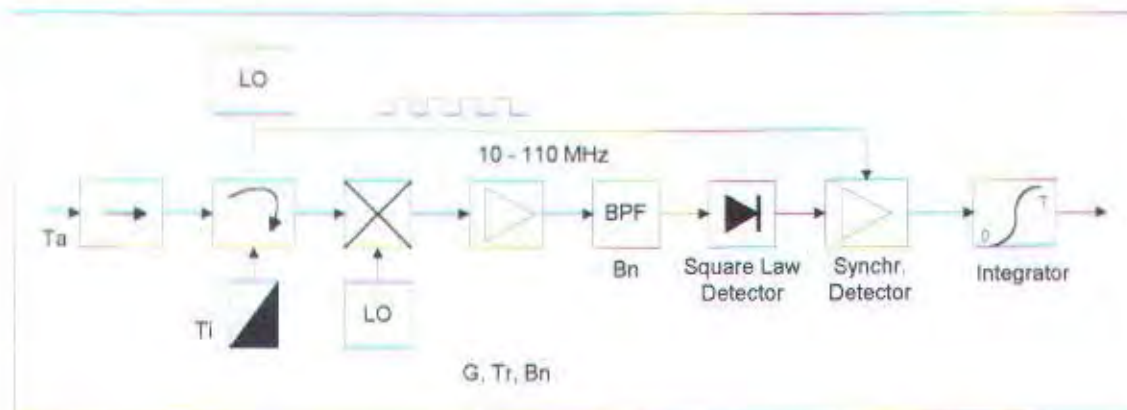 LO
10 - 110 MHz
Ta
BPF
Bn
Square Law
Detector
Synchr.
Detector
0
T
Integrator
Ti
LO
G, Tr, Bn